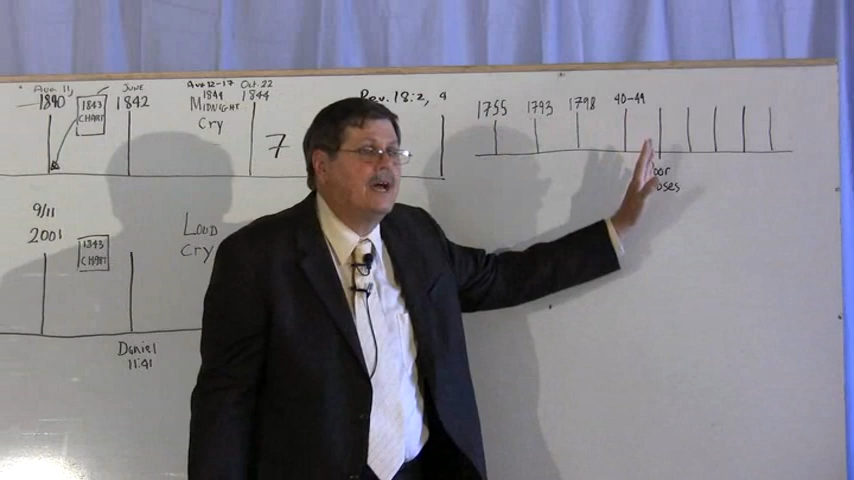 Aug. 11,
1840
1843
CHART
JUNE
1842
Aug 12-17
1844
MIDNIGHT
Cry
Oct. 22
1844
7
Rev. 18:2, 4
1755
1793
1798
40-44
9/11
2001
1843
CHART
LOUD
Cry
Daniel
11:41